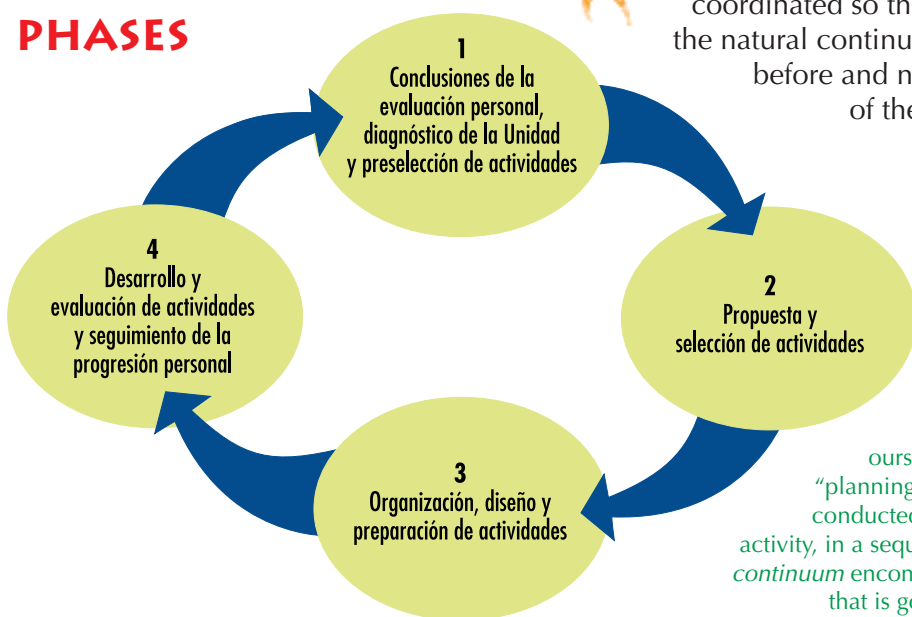 PHASES
coordinated so th
the natural continu
before and n
of the
1
Conclusiones de la
evaluación personal,
diagnóstico de la Unidad
y preselección de actividades
2
Propuesta y
selección de actividades
3
Organización, diseño y
preparación de actividades
4
Desarrollo y
evaluación de actividades
y seguimiento de la
progresión personal
ours
“planning
conducted
activity, in a sequ
continuum encom
that is go